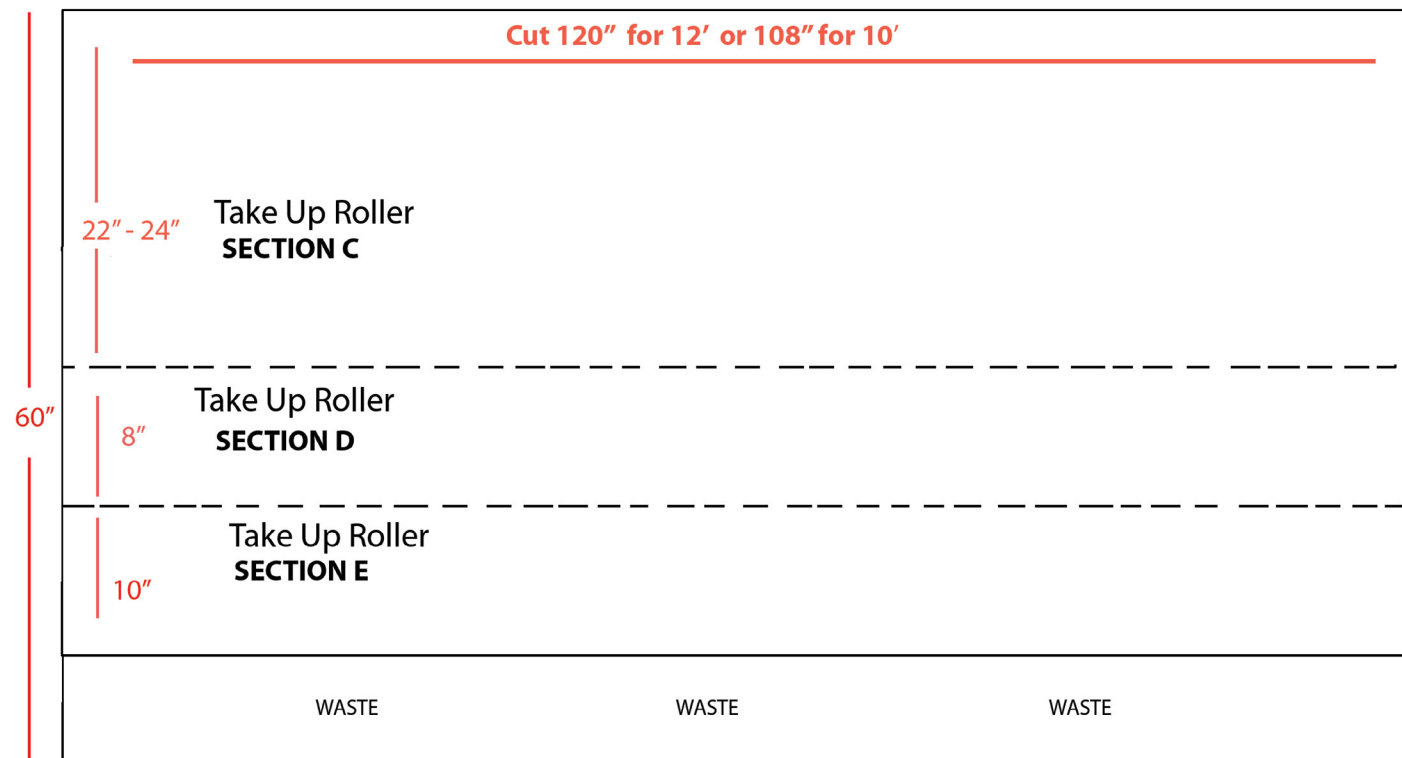 Cut 120” for 12’ or 108” for 10’
22” - 24”
Take Up Roller
SECTION C
60”
Take Up Roller
8”
SECTION D
Take Up Roller
SECTION E
10”
WASTE WASTE WASTE